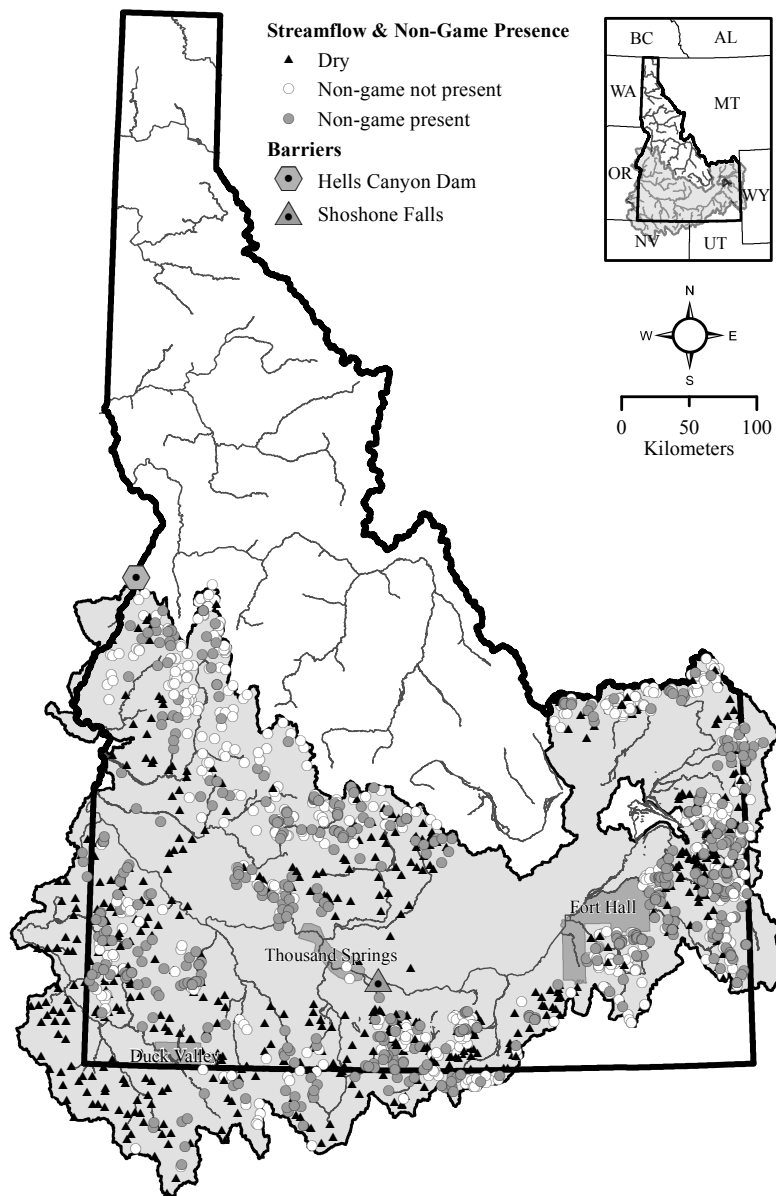 Streamflow & Non-Game Presence
Dry
Non-game not present
Non-game present
Barriers
Hells Canyon Dam
Shoshone Falls
BC
AL
WA
MT
OR
WY
NV
UT
N
W
E
S
0
50
100
Kilometers
Fort Hall
Thousand Springs
Duck Valley